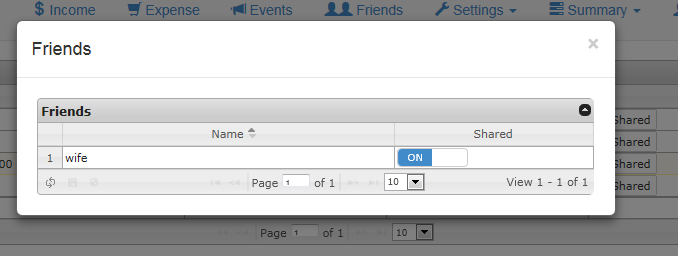 $ Income Expense Events Friends Settings Summary
Friends ×
Friends
Name Shared
1 wife ON
Page 1 of 1 10 View 1 - 1 of 1
Shared
Shared
00 Shared
Shared
Page 1 of 1 10